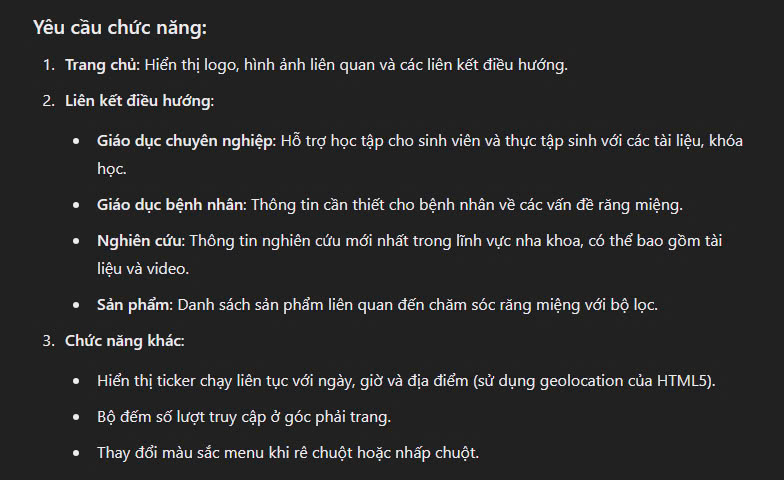 Yêu cầu chức năng:
1. Trang chủ: Hiển thị logo, hình ảnh liên quan và các liên kết điều hướng.
2. Liên kết điều hướng:
• Giáo dục chuyên nghiệp: Hỗ trợ học tập cho sinh viên và thực tập sinh với các tài liệu, khóa
học.
• Giáo dục bệnh nhân: Thông tin cần thiết cho bệnh nhân về các vấn đề răng miệng.
• Nghiên cứu: Thông tin nghiên cứu mới nhất trong lĩnh vực nha khoa, có thể bao gồm tài
liệu và video.
• Sản phẩm: Danh sách sản phẩm liên quan đến chăm sóc răng miệng với bộ lọc.
3. Chức năng khác:
• Hiển thị ticker chạy liên tục với ngày, giờ và địa điểm (sử dụng geolocation của HTML5).
• Bộ đếm số lượt truy cập ở góc phải trang.
• Thay đổi màu sắc menu khi rê chuột hoặc nhấp chuột.